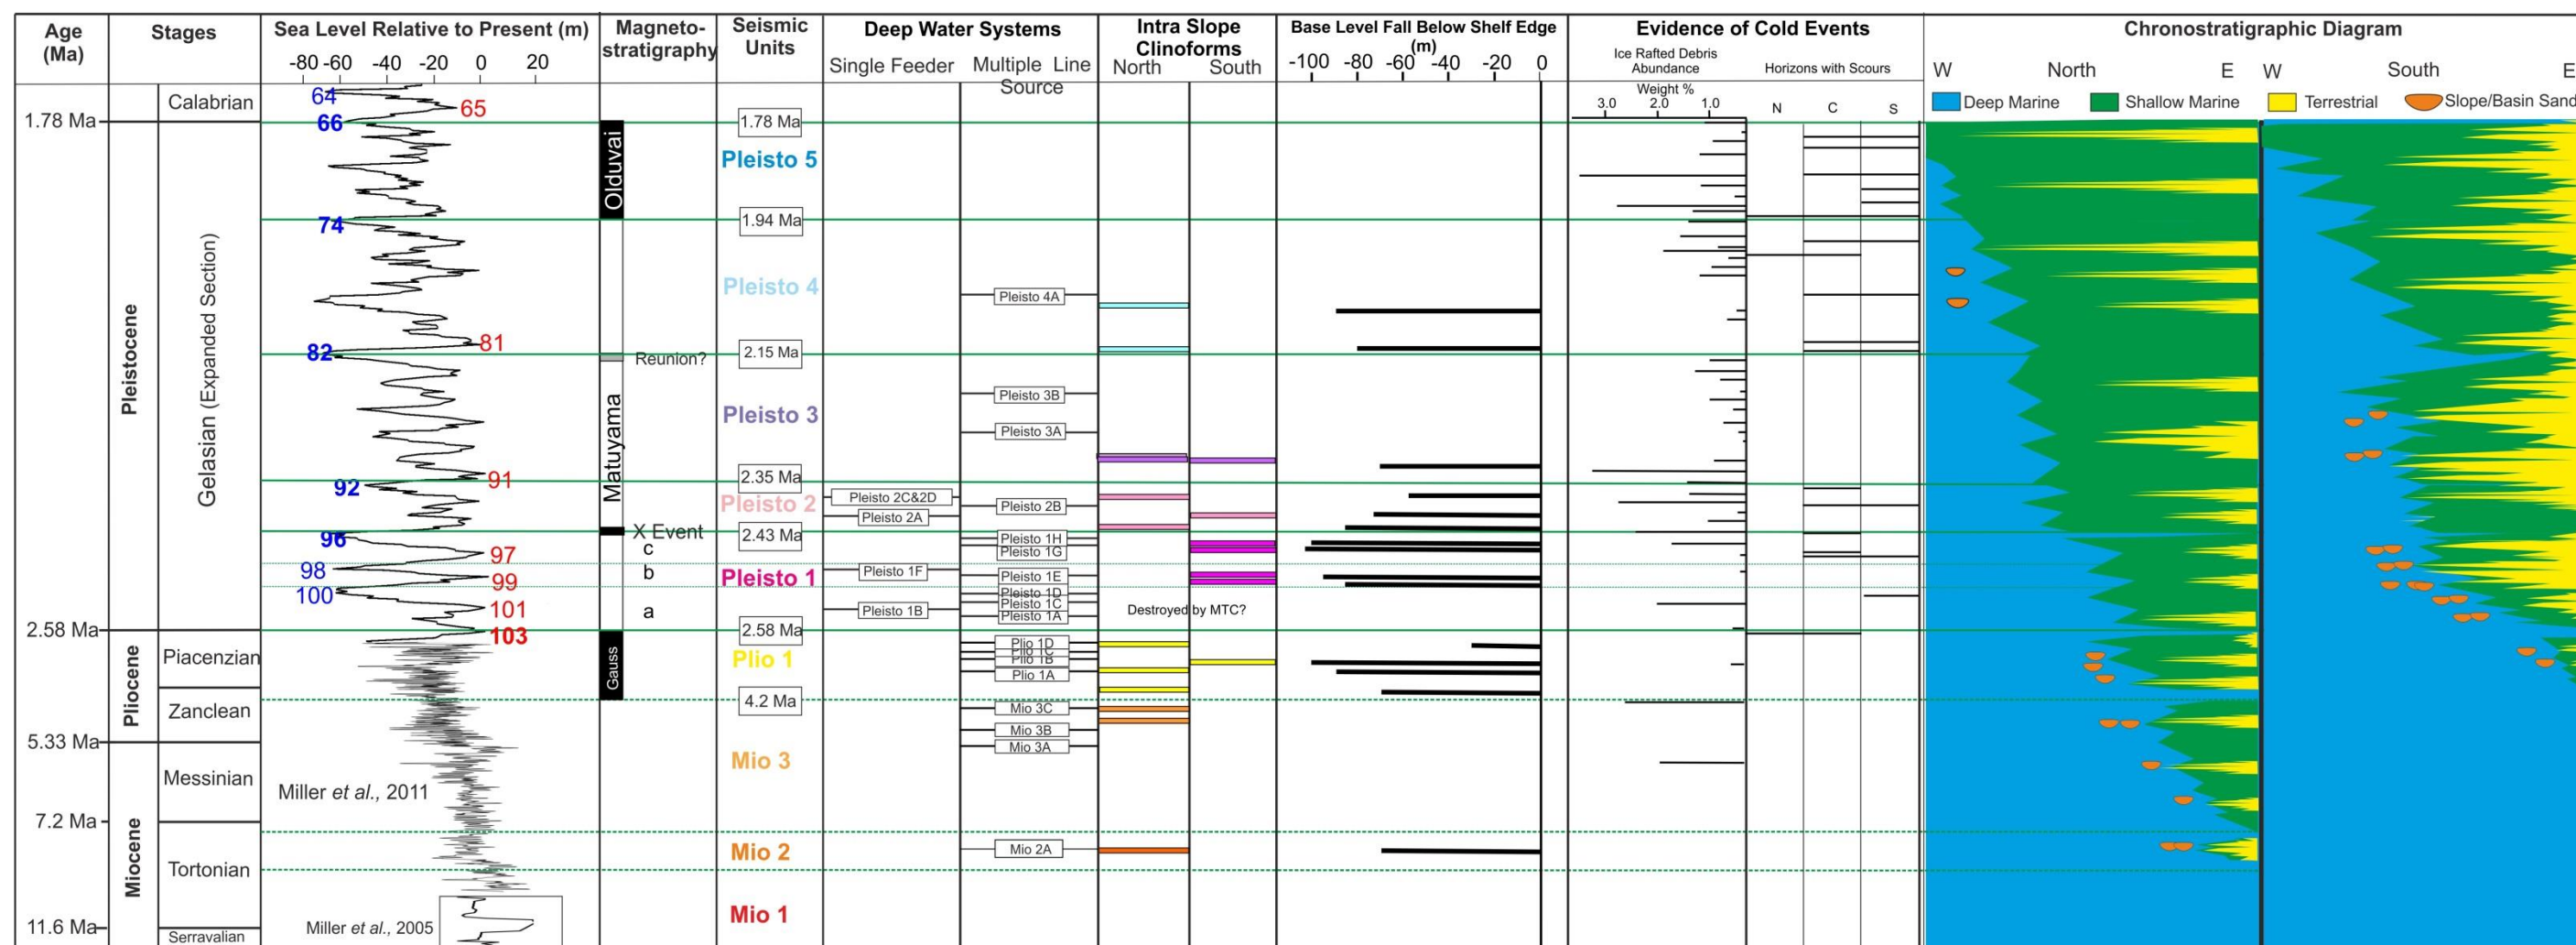 Age
(Ma)
Stages
Sea Level Relative to Present (m)
-80 -60 -40 -20 0 20
Magneto-
stratigraphy
Seismic
Units
Deep Water Systems
Single Feeder
Multiple Line
Source
Intra Slope
Clinoforms
North South
Base Level Fall Below Shelf Edge
(m)
-100 -80 -60 -40 -20 0
Evidence of Cold Events
Ice Rafted Debris
Abundance
Weight %
3.0 2.0 1.0
Horizons with Scours
N C S
Chronostratigraphic Diagram
W North E W South E
Deep Marine Shallow Marine Terrestrial Slope/Basin Sand
Calabrian
64
65
1.78 Ma
66
1.78 Ma
Olduvai
Pleisto 5
74
1.94 Ma
Pleistocene
Gelasian (Expanded Section)
Pleisto 4
Pleisto 4A
81
82
Reunion?
2.15 Ma
Matuyama
Pleisto 3
Pleisto 3B
Pleisto 3A
91
92
2.35 Ma
Pleisto 2
Pleisto 2C&2D
Pleisto 2B
Pleisto 2A
96
X Event
2.43 Ma
Pleisto 1H
Pleisto 1G
97
c
98
b
99
100
101
a
Pleisto 1
Pleisto 1F
Pleisto 1E
Pleisto 1D
Pleisto 1C
Pleisto 1B
Pleisto 1A
Destroyed by MTC?
2.58 Ma
103
2.58 Ma
Pliocene
Piacenzian
Gauss
Plio 1
Plio 1D
Plio 1C
Plio 1B
Plio 1A
Zanclean
4.2 Ma
Mio 3C
Mio 3B
Mio 3A
5.33 Ma
Mio 3
Messinian
Miller et al., 2011
7.2 Ma
Miocene
Tortonian
Mio 2
Mio 2A
Mio 1
11.6 Ma
Miller et al., 2005
Serravalian